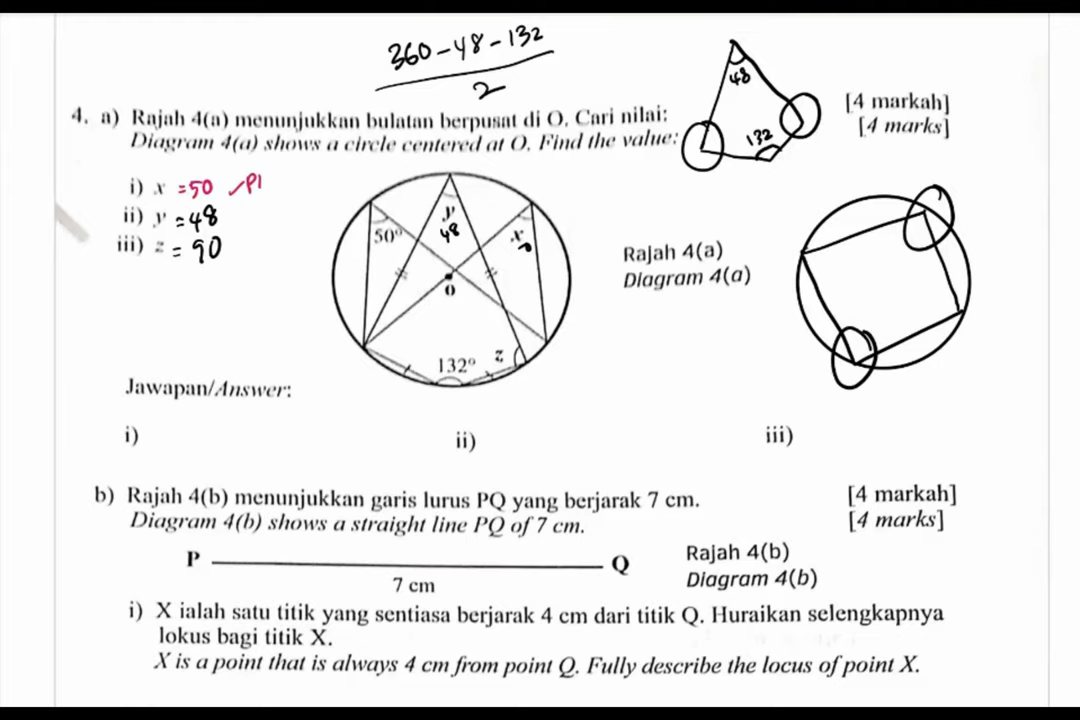 360-48-132
2
48
132
4. a) Rajah 4(a) menunjukkan bulatan berpusat di O. Cari nilai:
[4 markah]
Diagram 4(a) shows a circle centered at O. Find the value:
[4 marks]
i) x =50 ✓P1
ii) y =48
iii) z = 90
50°
y
48
x
O
132°
z
Rajah 4(a)
Diagram 4(a)
Jawapan/Answer:
i)
ii)
iii)
b) Rajah 4(b) menunjukkan garis lurus PQ yang berjarak 7 cm.
[4 markah]
Diagram 4(b) shows a straight line PQ of 7 cm.
[4 marks]
P
Q
7 cm
Rajah 4(b)
Diagram 4(b)
i) X ialah satu titik yang sentiasa berjarak 4 cm dari titik Q. Huraikan selengkapnya
lokus bagi titik X.
X is a point that is always 4 cm from point Q. Fully describe the locus of point X.